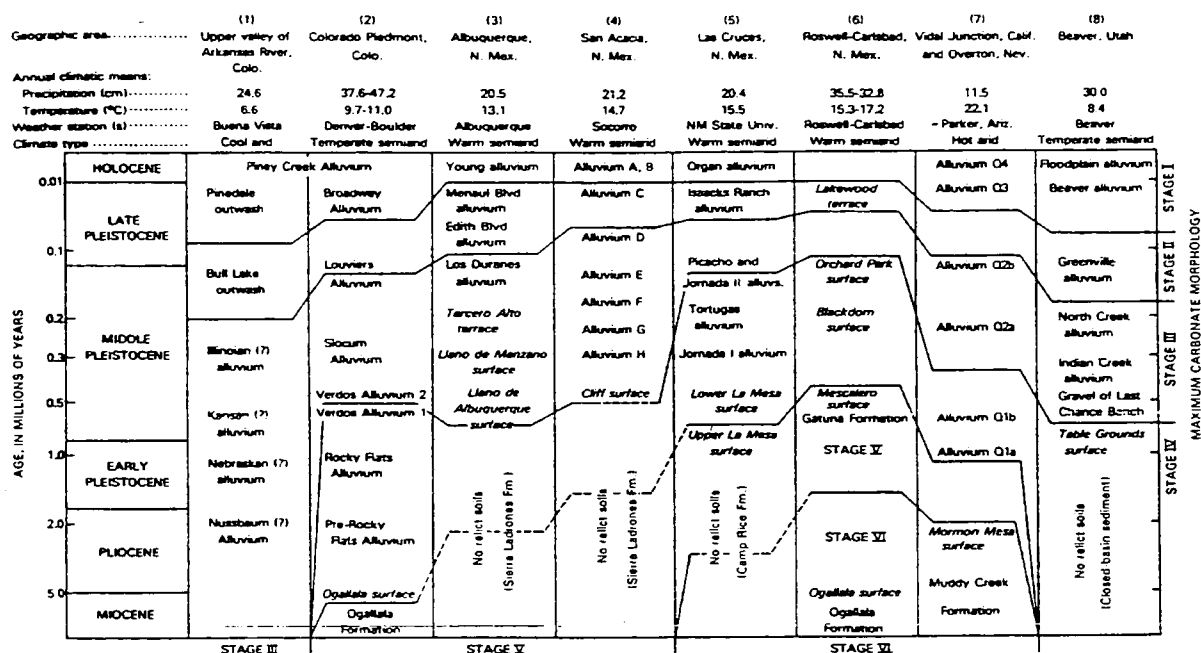 (1) (2) (3) (4) (5) (6) (7) (8)
Geographic area Upper valley of Colorado Piedmont, Albuquerque, San Acacia, Las Cruces, Roswell-Carlsbad, Vidal Junction, Calif. Beaver, Utah
Arkansas River, Colo. N. Mex. N. Mex. N. Mex. N. Mex. and Overton, Nev.
Colo.
Annual climatic means:
Precipitation (cm) 24.6 37.6-47.2 20.5 21.2 20.4 35.5-32.8 11.5 30.0
Temperature (°C) 6.6 9.7-11.0 13.1 14.7 15.5 15.3-17.2 22.1 8.4
Weather station (s) Buena Vista Denver-Boulder Albuquerque Socorro NM State Univ. Roswell-Carlsbad Parker, Ariz. Beaver
Climate type Cool arid Temperate semiarid Warm semiarid Warm semiarid Warm semiarid Warm semiarid Hot arid Temperate semiarid
HOLOCENE Piney Creek Alluvium Young alluvium Alluvium A, B Organ alluvium Alluvium Q4 Floodplain alluvium
0.01
LATE PLEISTOCENE
Pinedale outwash
Broadway Alluvium
Menaul Blvd alluvium
Edith Blvd alluvium
Alluvium C
Alluvium D
Issacks Ranch alluvium
Lakewood terrace
Alluvium Q3
Beaver alluvium
0.1
MIDDLE PLEISTOCENE
0.2
0.3
0.5
Bull Lake outwash
Illinoian (?) alluvium
Kansan (?) alluvium
Louviers Alluvium
Slocum Alluvium
Verdos Alluvium 2
Verdos Alluvium 1
Los Duranes alluvium
Tercero Alto terrace
Llano de Manzano surface
Llano de Albuquerque surface
Alluvium E
Alluvium F
Alluvium G
Alluvium H
Cliff surface
Picacho and
Jornada II alluvs.
Tortugas alluvium
Jornada I alluvium
Lower La Mesa surface
Orchard Park surface
Blackdom surface
Mescalero surface
Gatuna Formation
Alluvium Q2b
Alluvium Q2a
Alluvium Q1b
Greenville alluvium
North Creek alluvium
Indian Creek alluvium
Gravel of Last Chance Bench
1.0
EARLY PLEISTOCENE
Nebraskan (?) alluvium
Rocky Flats Alluvium
Upper La Mesa surface
STAGE V
Alluvium Q1a
Table Grounds surface
2.0
PLIOCENE
Nussbaum (?) Alluvium
Pre-Rocky Flats Alluvium
No relict soils
(Sierra Ladrones Fm)
No relict soils
(Sierra Ladrones Fm.)
No relict soils
(Camp Rice Fm.)
STAGE VI
Mormon Mesa surface
No relict soils
(Closed-basin sediment)
5.0
MIOCENE
Ogallala surface
Ogallala Formation
Ogallala surface
Ogallala Formation
Muddy Creek Formation
STAGE III STAGE V STAGE VI
AGE, IN MILLIONS OF YEARS
STAGE I
STAGE II
STAGE III
STAGE IV
MAXIMUM CARBONATE MORPHOLOGY